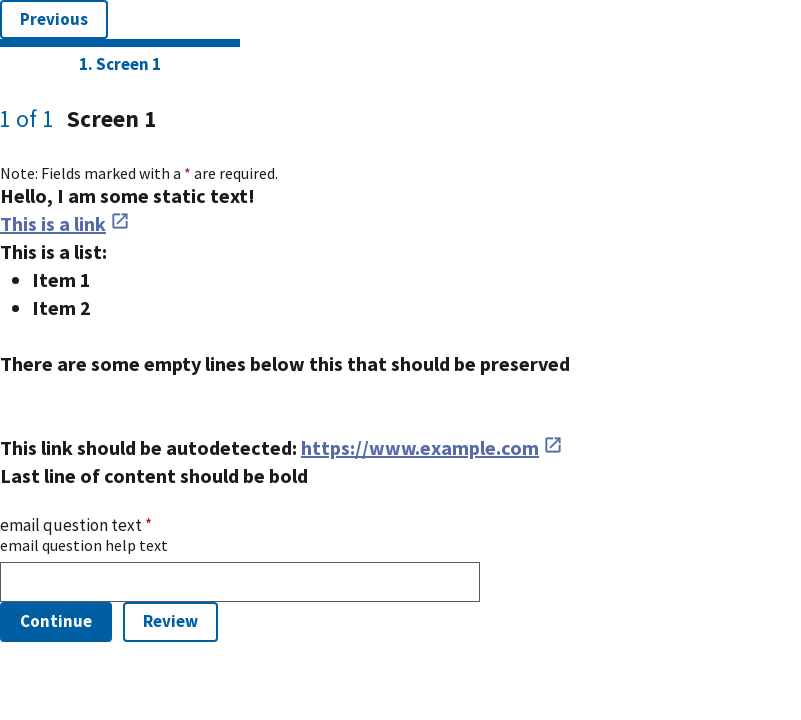 Previous
1. Screen 1
1 of 1 Screen 1
Note: Fields marked with a * are required.
Hello, I am some static text!
This is a link
This is a list:
• Item 1
• Item 2
There are some empty lines below this that should be preserved
This link should be autodetected: https://www.example.com
Last line of content should be bold
email question text *
email question help text
Continue Review